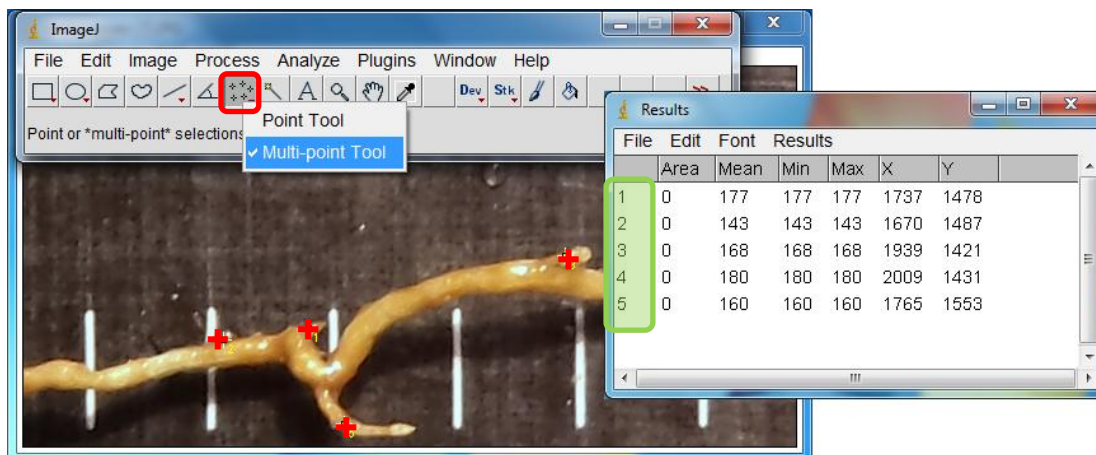 ImageJ
File Edit Image Process Analyze Plugins Window Help
A Dev Stk >>
Point or *multi-point* selections
Point Tool
Multi-point Tool
Results
File Edit Font Results
Area Mean Min Max X Y
1 0 177 177 177 1737 1478
2 0 143 143 143 1670 1487
3 0 168 168 168 1939 1421
4 0 180 180 180 2009 1431
5 0 160 160 160 1765 1553
1
2
5